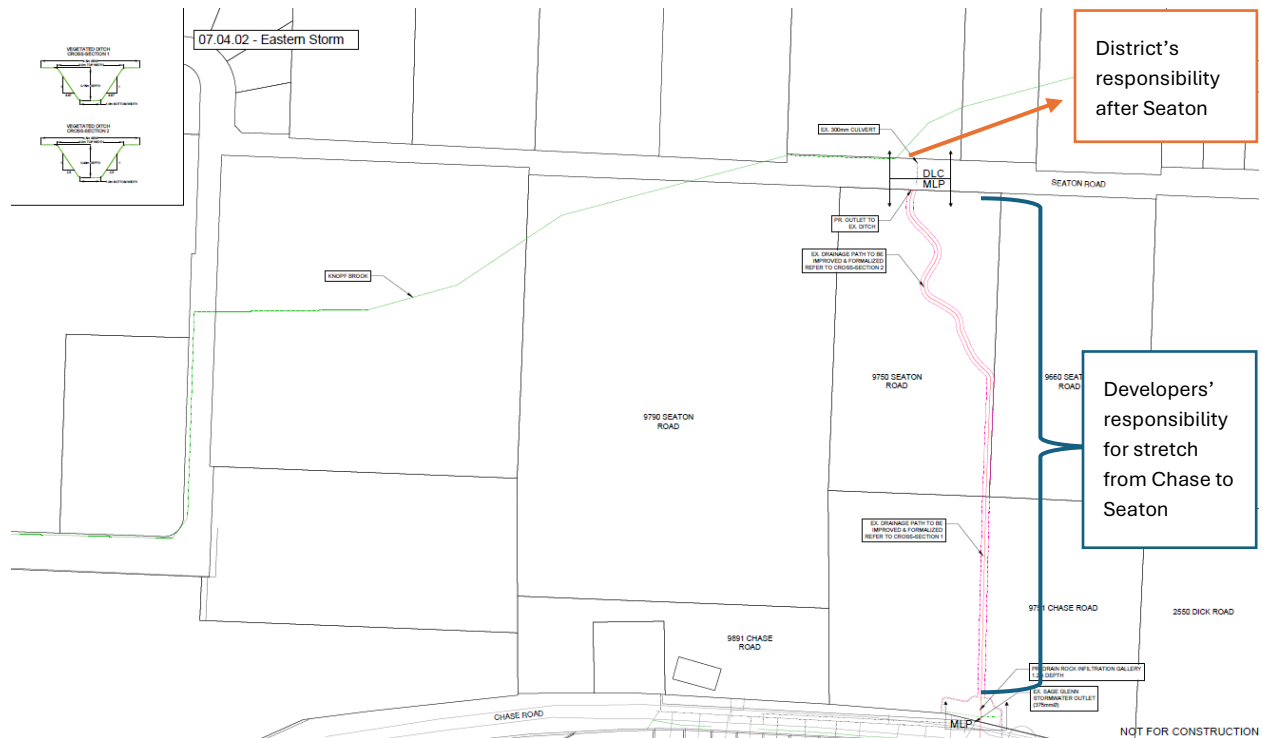 07.04.02 - Eastern Storm
VEGETATED DITCH
CROSS-SECTION 1
VEGETATED DITCH
CROSS-SECTION 2
District's
responsibility
after Seaton
EX. 300mm CULVERT
DLC
MLP
SEATON ROAD
PR. OUTLET TO
EX. DITCH
EX. DRAINAGE PATH TO BE
IMPROVED & FORMALIZED
REFER TO CROSS-SECTION 2
KNOPF BROOK
9750 SEATON
ROAD
9660 SEAT
ROAD
9790 SEATON
ROAD
Developers'
responsibility
for stretch
from Chase to
Seaton
EX. DRAINAGE PATH TO BE
IMPROVED & FORMALIZED
REFER TO CROSS-SECTION 1
9751 CHASE ROAD
2550 DICK ROAD
9891 CHASE
ROAD
DRAIN ROCK INFILTRATION GALLERY
DEPTH
EX. SAGE GLENN
STORMWATER OUTLET
(375mmØ)
CHASE ROAD
MLP
NOT FOR CONSTRUCTION